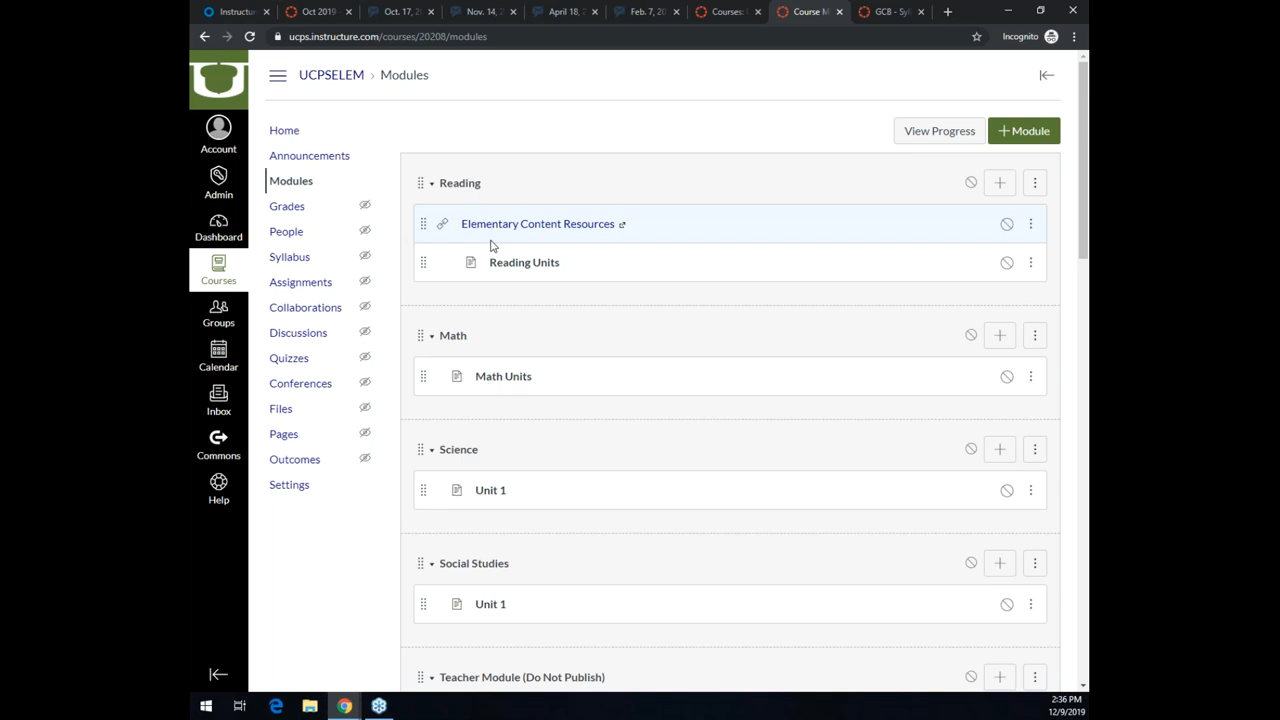 Instructure
Oct 2019
Oct. 17, 20
Nov. 14, 2
April 18, 2
Feb. 7, 20
Courses:
Course M
GCB - Syl
ucps.instructure.com/courses/20208/modules
Incognito
UCPSELEM > Modules
Account
Admin
Dashboard
Courses
Groups
Calendar
Inbox
Commons
Help
Home
Announcements
Modules
Grades
People
Syllabus
Assignments
Collaborations
Discussions
Quizzes
Conferences
Files
Pages
Outcomes
Settings
View Progress
+ Module
Reading
Elementary Content Resources
Reading Units
Math
Math Units
Science
Unit 1
Social Studies
Unit 1
Teacher Module (Do Not Publish)
2:36 PM
12/9/2019